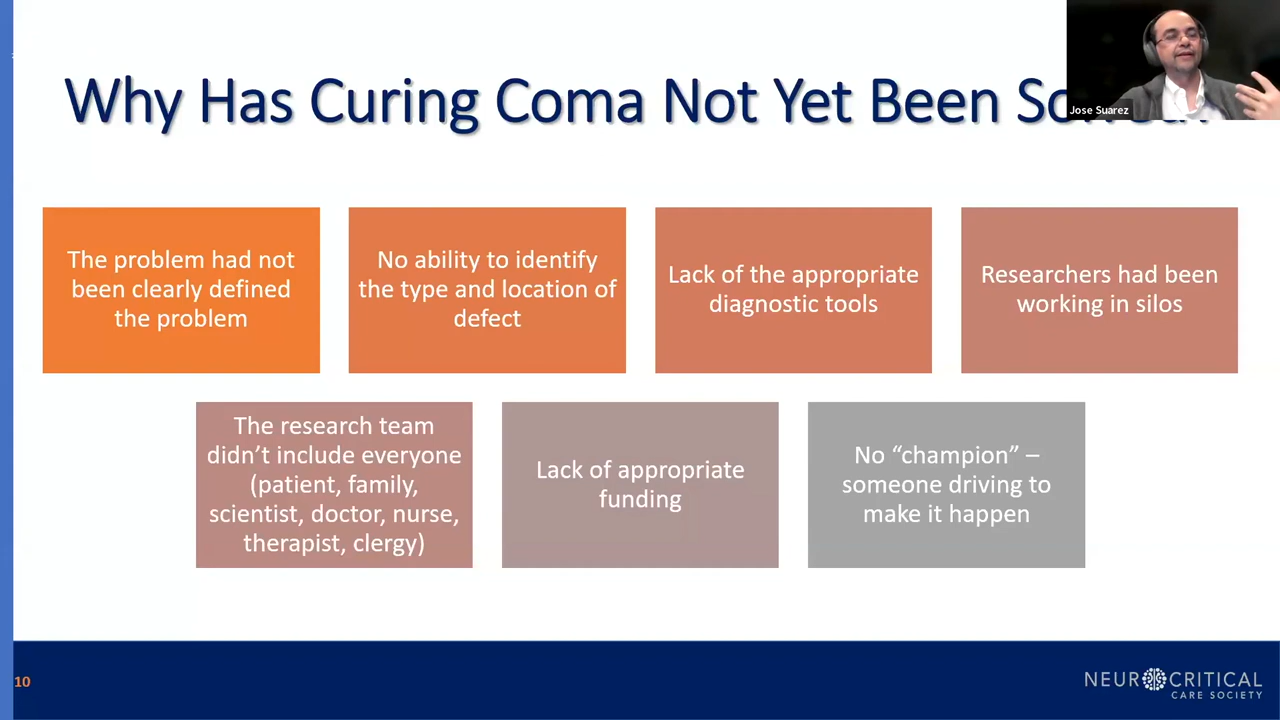 Why Has Curing Coma Not Yet Been
Jose Suarez
The problem had not
been clearly defined
the problem
No ability to identify
the type and location of
defect
Lack of the appropriate
diagnostic tools
Researchers had been
working in silos
The research team
didn’t include everyone
(patient, family,
scientist, doctor, nurse,
therapist, clergy)
Lack of appropriate
funding
No “champion” –
someone driving to
make it happen
10
NEUROCRITICAL
CARE SOCIETY